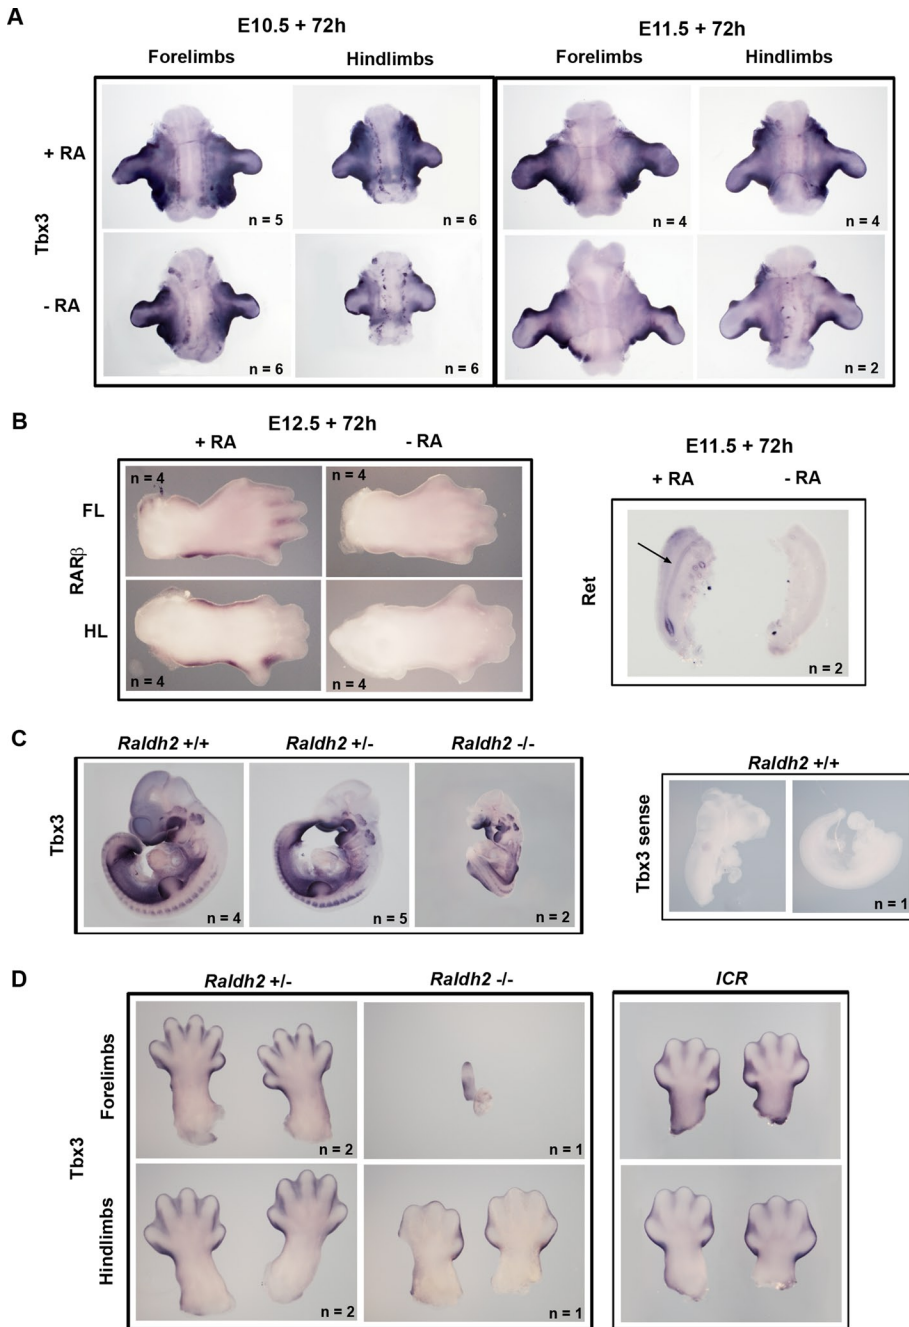 A
E10.5 + 72h
E11.5 + 72h
Forelimbs
Hindlimbs
Forelimbs
Hindlimbs
Tbx3
+ RA
n = 5
n = 6
n = 4
n = 4
- RA
n = 6
n = 6
n = 2
B
E12.5 + 72h
+ RA
- RA
E11.5 + 72h
+ RA
- RA
RARβ
FL
n = 4
n = 4
HL
n = 4
n = 4
Ret
n = 2
C
Raldh2 +/+
Raldh2 +/-
Raldh2 -/-
Raldh2 +/+
Tbx3
n = 4
n = 5
n = 2
Tbx3 sense
n = 1
D
Raldh2 +/-
Raldh2 -/-
ICR
Tbx3
Forelimbs
n = 2
n = 1
Hindlimbs
n = 2
n = 1